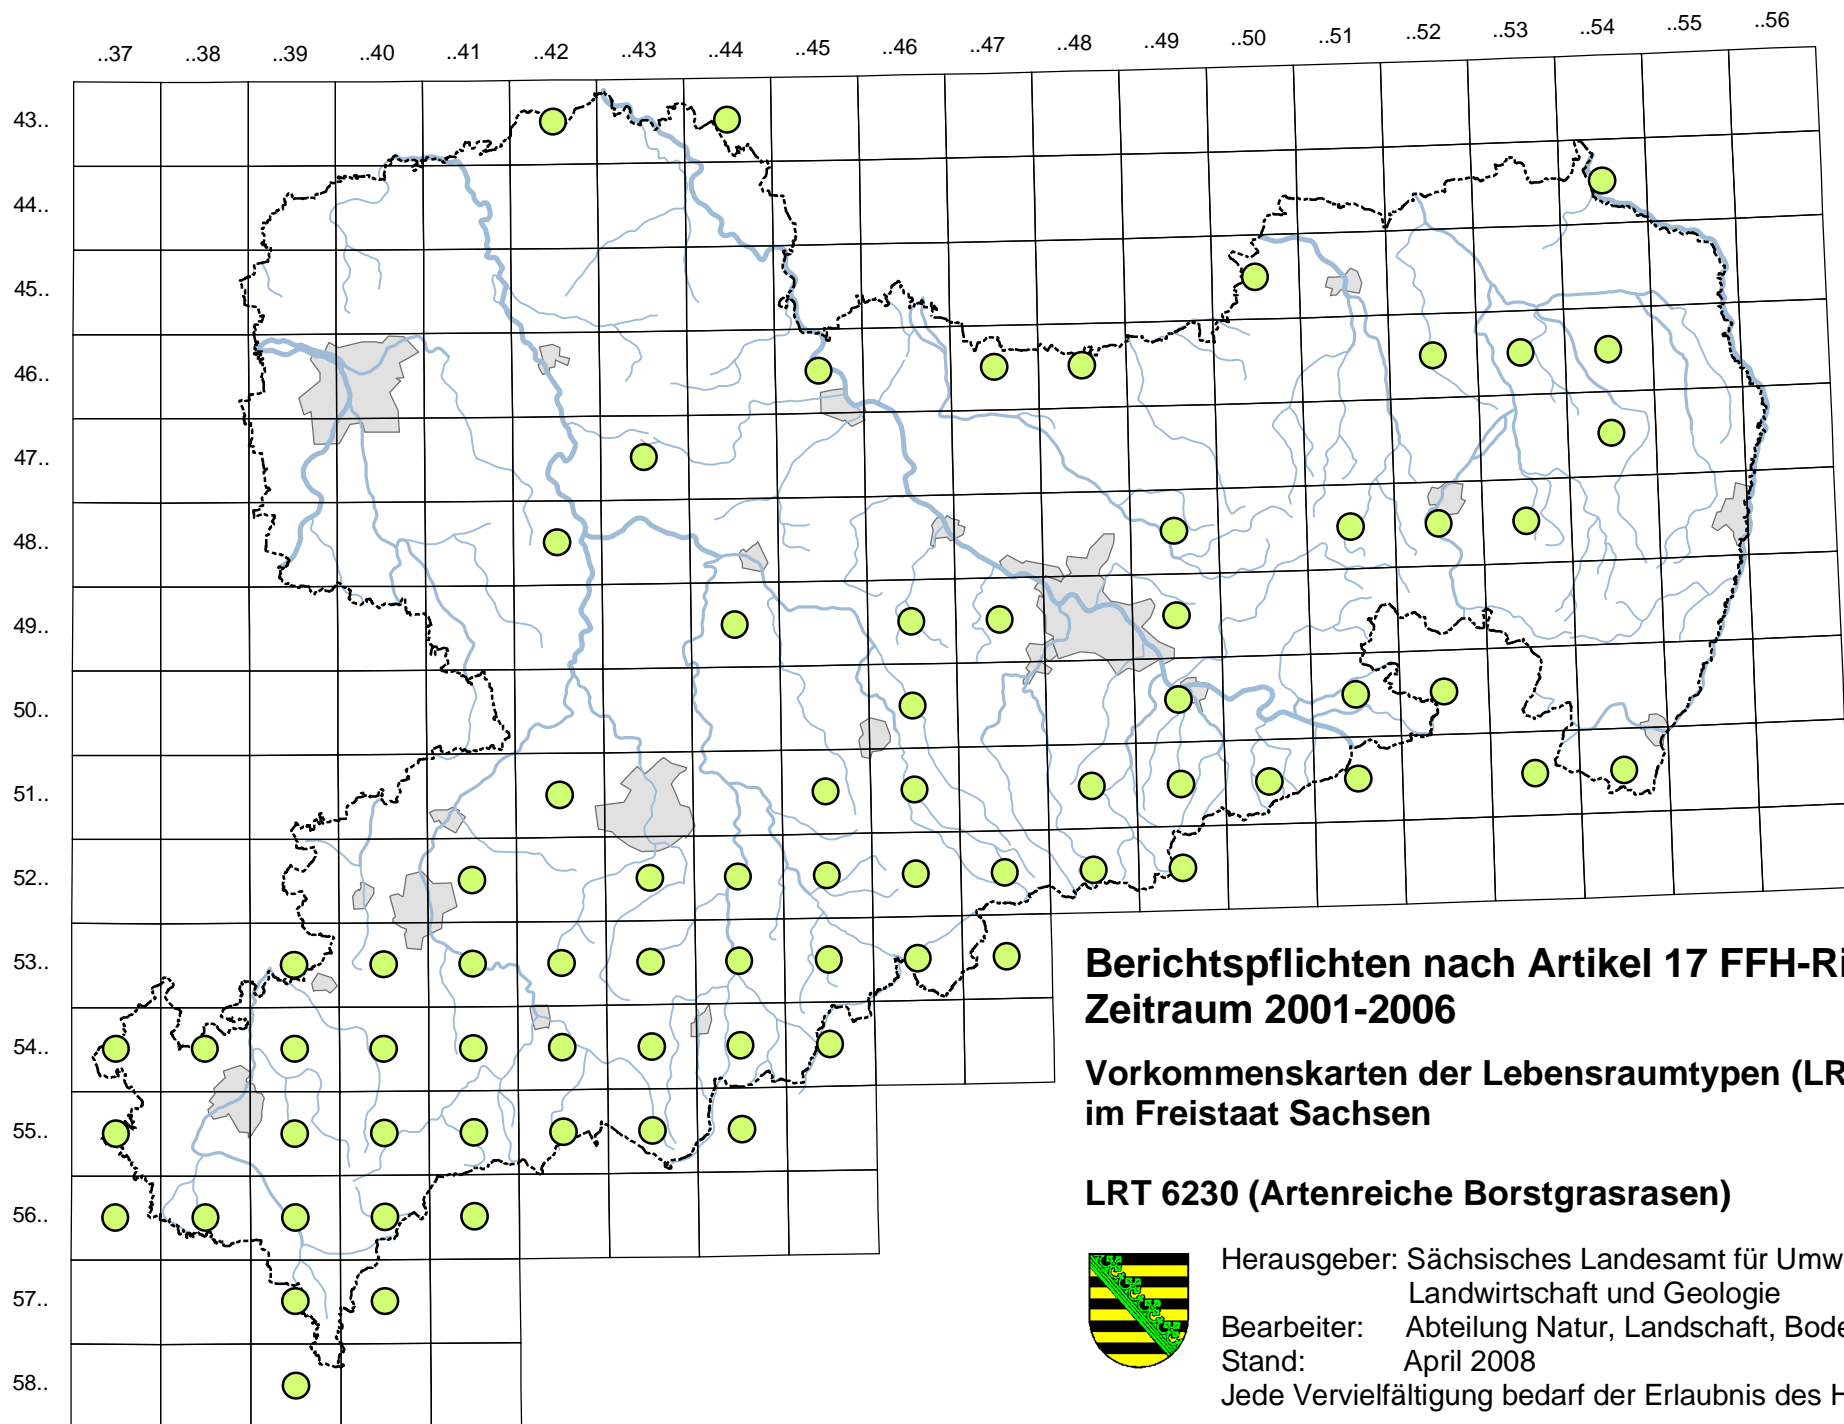 ..37 ..38 ..39 ..40 ..41 ..42 ..43 ..44 ..45 ..46 ..47 ..48 ..49 ..50 ..51 ..52 ..53 ..54 ..55 ..56
43..
44..
45..
46..
47..
48..
49..
50..
51..
52..
53..
54..
55..
56..
57..
58..
Berichtspflichten nach Artikel 17 FFH-Ri
Zeitraum 2001-2006
Vorkommenskarten der Lebensraumtypen (LR
im Freistaat Sachsen
LRT 6230 (Artenreiche Borstgrasrasen)
Herausgeber: Sächsisches Landesamt für Umw
Landwirtschaft und Geologie
Bearbeiter: Abteilung Natur, Landschaft, Bode
Stand: April 2008
Jede Vervielfältigung bedarf der Erlaubnis des H